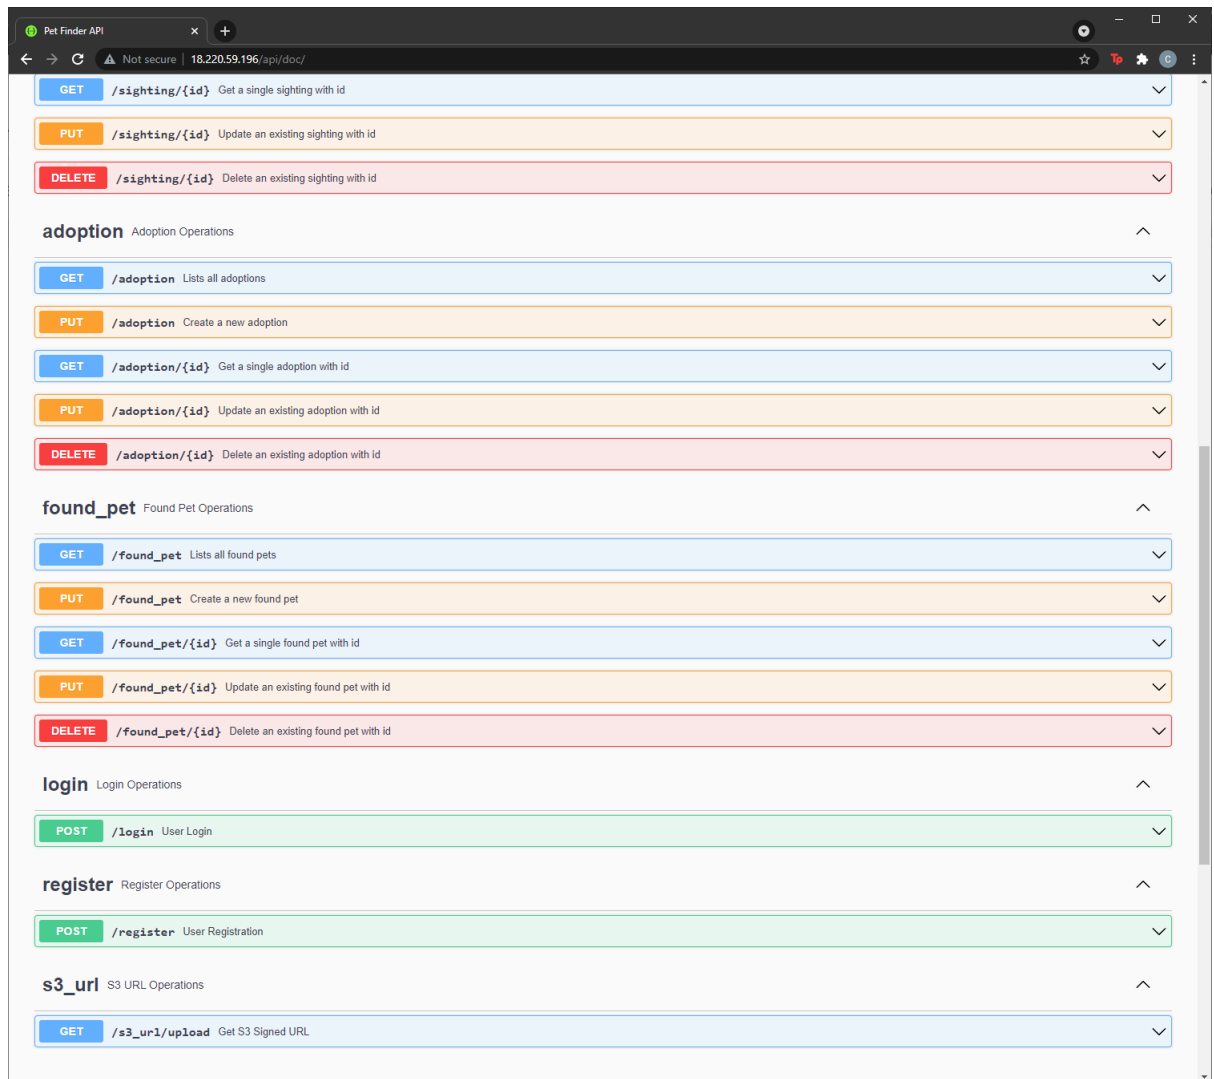 Pet Finder API
Not secure | 18.220.59.196/api/doc/
Tp
C
GET /sighting/{id} Get a single sighting with id
PUT /sighting/{id} Update an existing sighting with id
DELETE /sighting/{id} Delete an existing sighting with id
adoption Adoption Operations
GET /adoption Lists all adoptions
PUT /adoption Create a new adoption
GET /adoption/{id} Get a single adoption with id
PUT /adoption/{id} Update an existing adoption with id
DELETE /adoption/{id} Delete an existing adoption with id
found_pet Found Pet Operations
GET /found_pet Lists all found pets
PUT /found_pet Create a new found pet
GET /found_pet/{id} Get a single found pet with id
PUT /found_pet/{id} Update an existing found pet with id
DELETE /found_pet/{id} Delete an existing found pet with id
login Login Operations
POST /login User Login
register Register Operations
POST /register User Registration
s3_url S3 URL Operations
GET /s3_url/upload Get S3 Signed URL